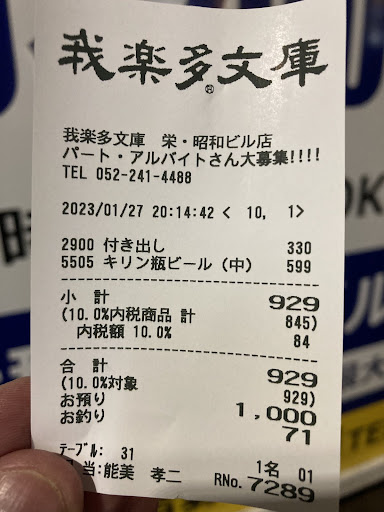 我楽多文庫
®
我楽多文庫 栄・昭和ビル店
パート・アルバイトさん大募集!!!!
TEL 052-241-4488
2023/01/27 20:14:42 < 10, 1>
2900 付き出し 330
5505 キリン瓶ビール(中) 599
小 計 929
(10.0%内税商品 計 845)
内税額 10.0% 84
合 計 929
(10.0%対象 929)
お預り 1,000
お釣り 71
テーブル: 31 1名 01
当:能美 孝二 RNo. 7289